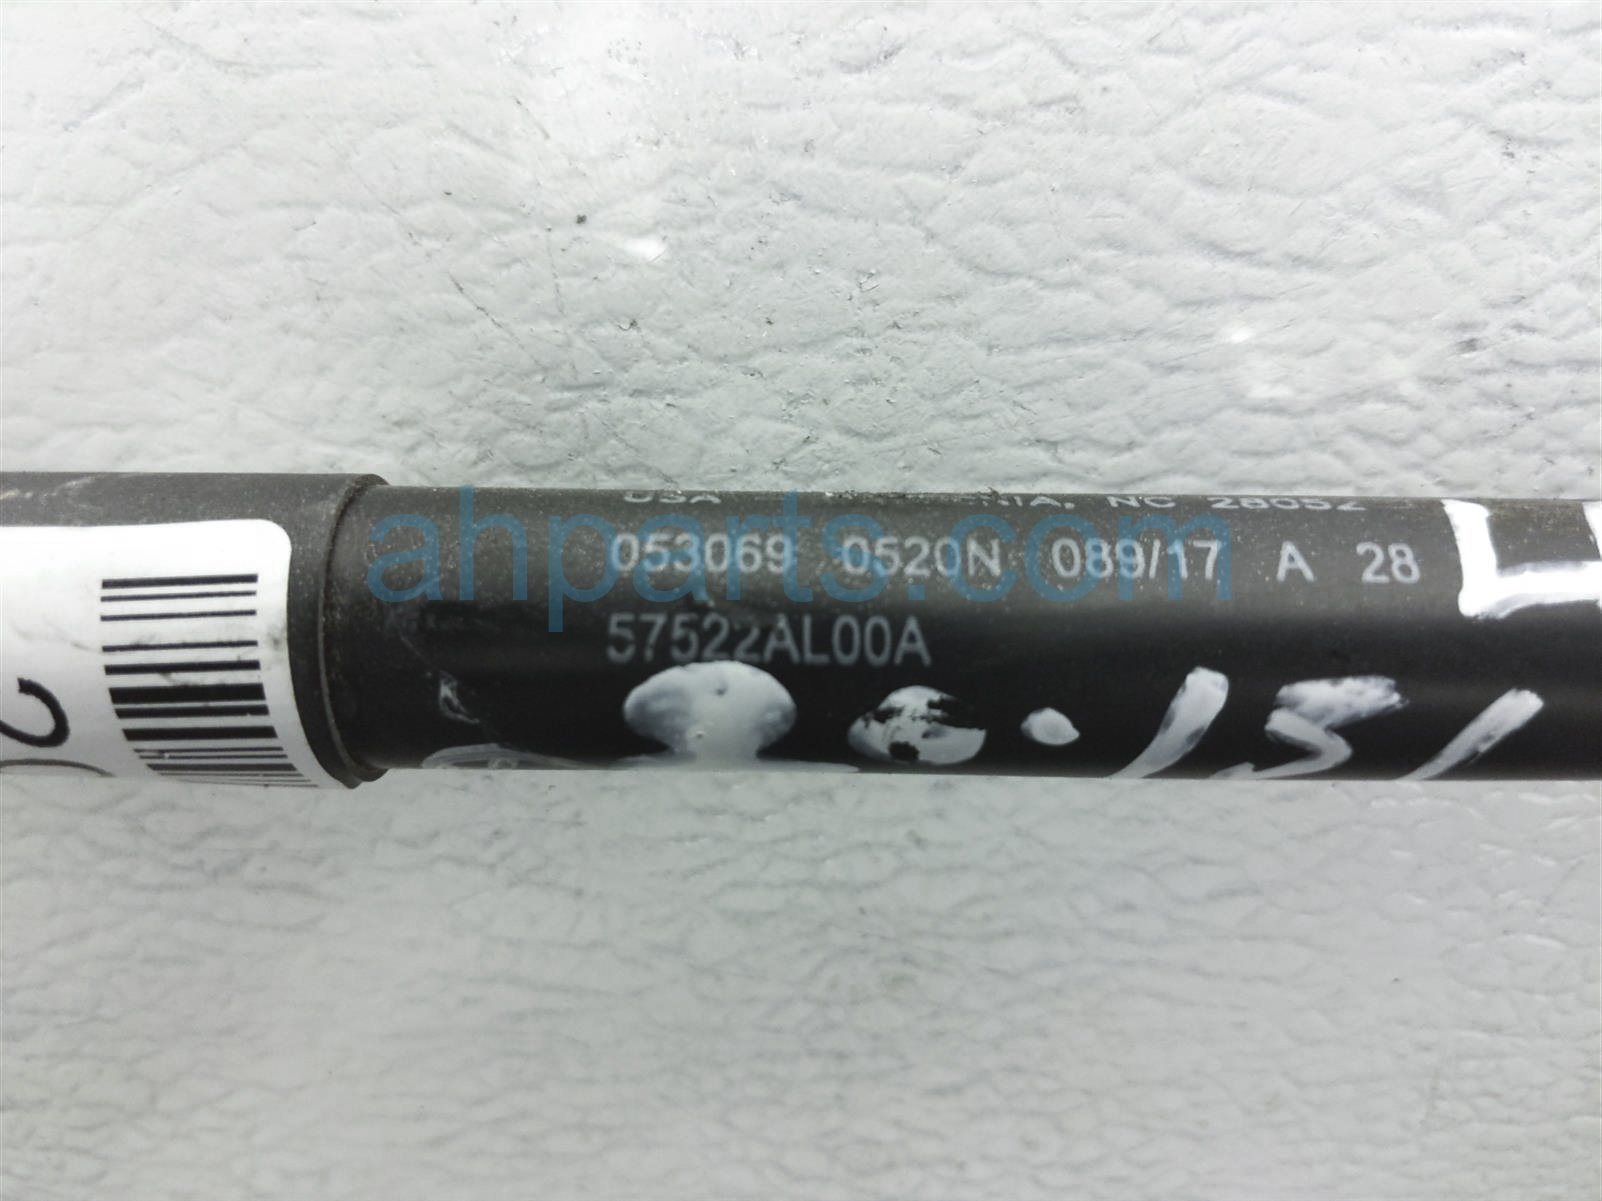 USA NC 28052
053069 0520N 089/17 A 28
57522AL00A
ahparts.com